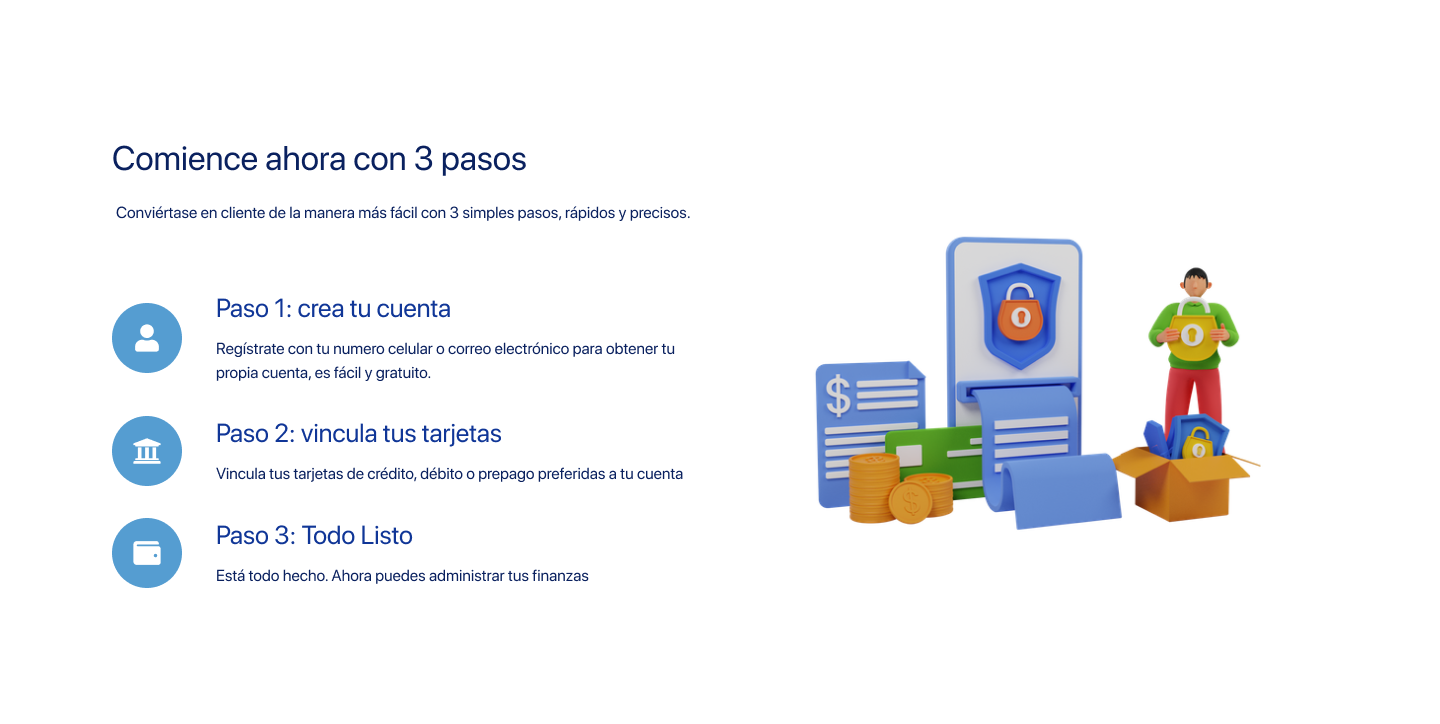 Comience ahora con 3 pasos
Conviértase en cliente de la manera más fácil con 3 simples pasos, rápidos y precisos.
Paso 1: crea tu cuenta
Regístrate con tu numero celular o correo electrónico para obtener tu
propia cuenta, es fácil y gratuito.
Paso 2: vincula tus tarjetas
Vincula tus tarjetas de crédito, débito o prepago preferidas a tu cuenta
Paso 3: Todo Listo
Está todo hecho. Ahora puedes administrar tus finanzas
$
$